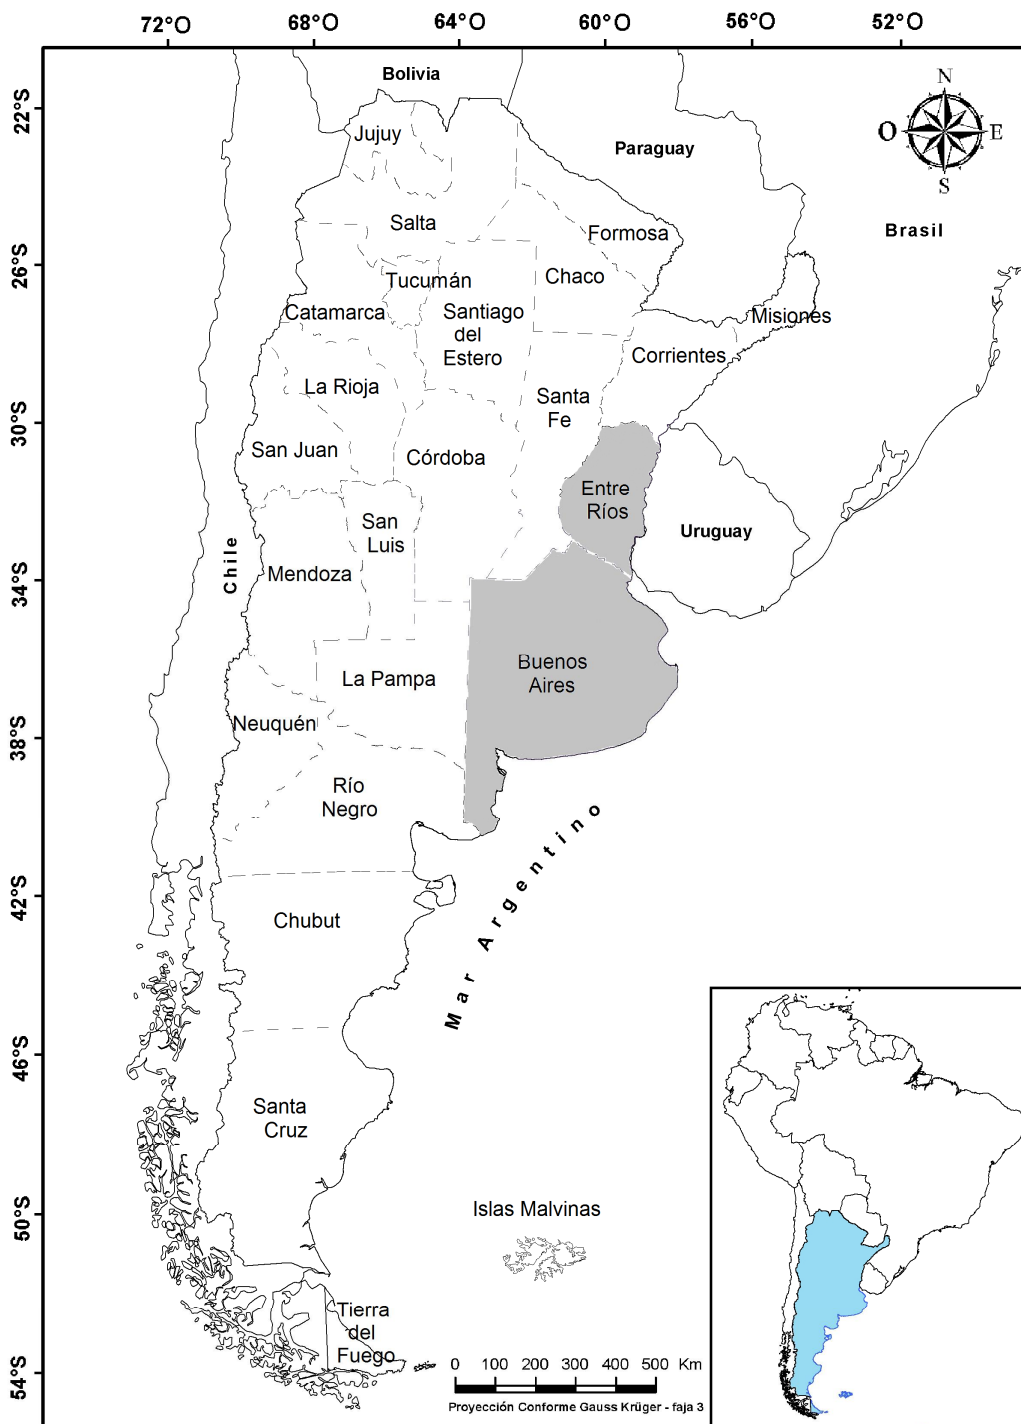 72°O 68°O 64°O 60°O 56°O 52°O
22°S
26°S
30°S
34°S
38°S
42°S
46°S
50°S
54°S
N
O E
S
Bolivia
Paraguay
Brasil
Jujuy
Salta
Formosa
Chaco
Tucumán
Catamarca
Santiago
del
Estero
Misiones
Corrientes
La Rioja
Santa
Fe
San Juan
Córdoba
Entre
Ríos
San
Luis
Uruguay
Chile
Mendoza
Buenos
Aires
La Pampa
Neuquén
Río
Negro
Mar Argentino
Chubut
Santa
Cruz
Islas Malvinas
Tierra
del
Fuego
0 100 200 300 400 500 Km
Proyección Conforme Gauss Krüger - faja 3